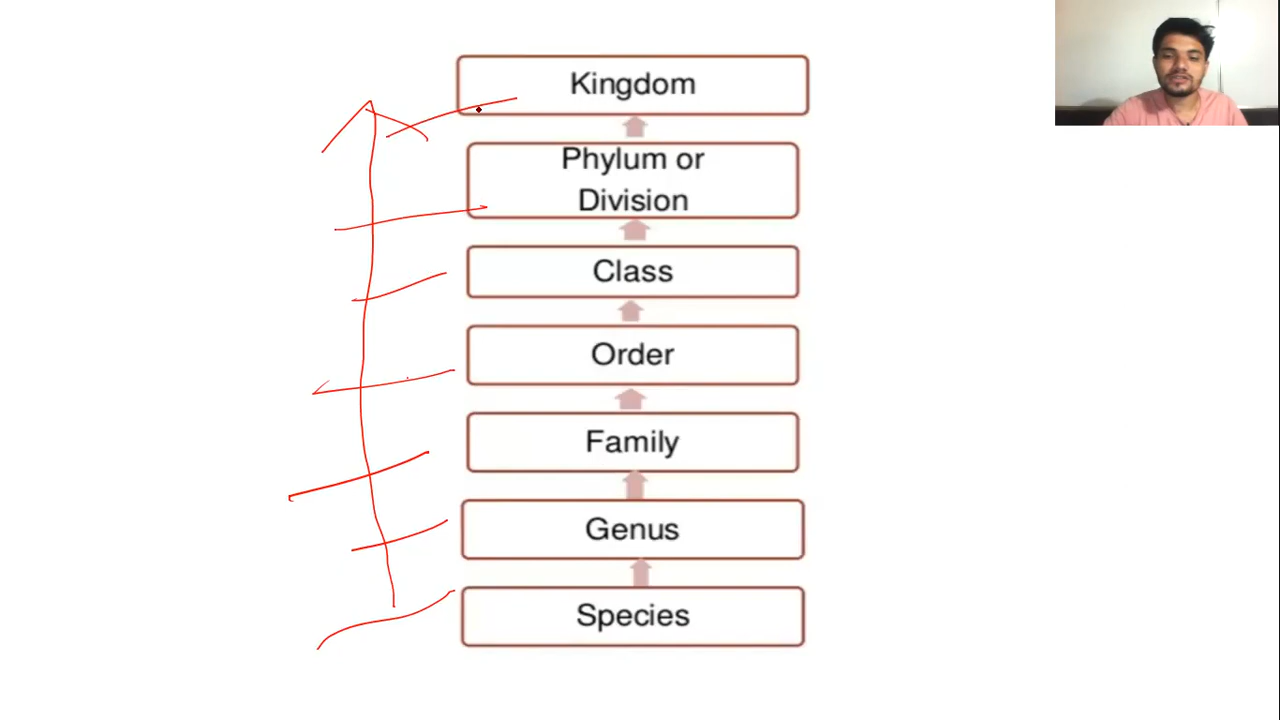 Kingdom
Phylum or
Division
Class
Order
Family
Genus
Species